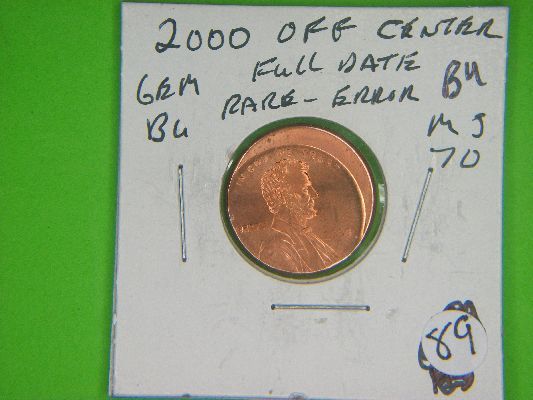 2000 OFF CENTER
FULL DATE
GEM BU
RARE - ERROR
BU
MS
70
89